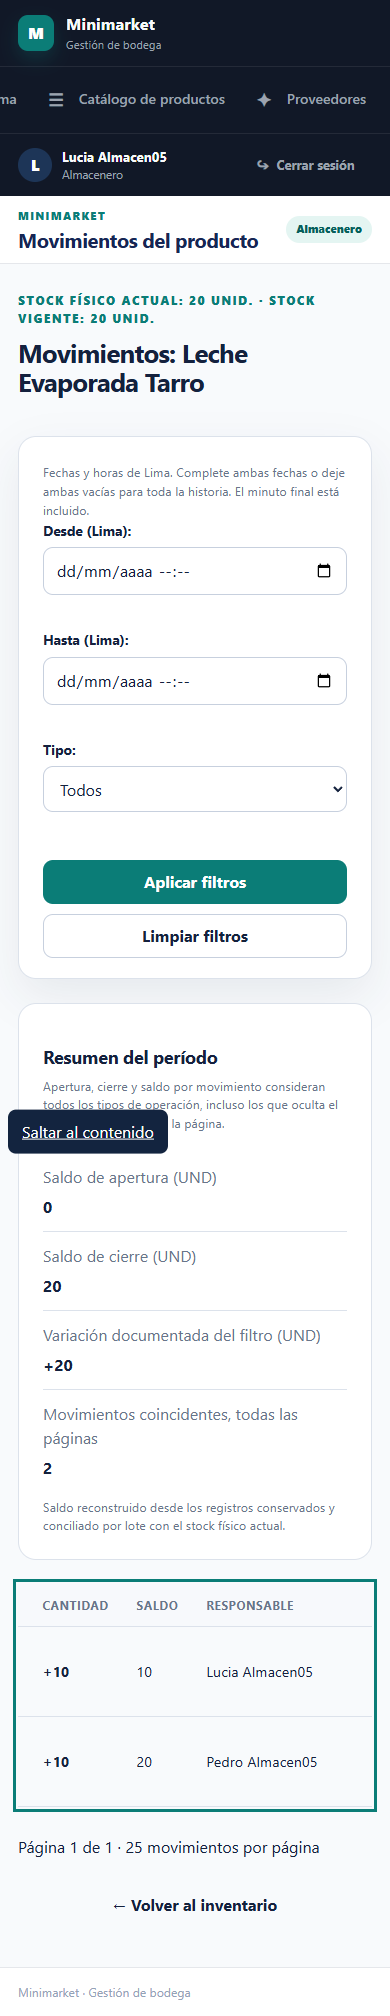 M
Minimarket
Gestión de bodega
ma
Catálogo de productos
Proveedores
L
Lucia Almacen05
Almacenero
Cerrar sesión
MINIMARKET
Movimientos del producto
Almacenero
STOCK FÍSICO ACTUAL: 20 UNID. · STOCK
VIGENTE: 20 UNID.
Movimientos: Leche
Evaporada Tarro
Fechas y horas de Lima. Complete ambas fechas o deje
ambas vacías para toda la historia. El minuto final está
incluido.
Desde (Lima):
dd/mm/aaaa --:--
Hasta (Lima):
dd/mm/aaaa --:--
Tipo:
Todos
Aplicar filtros
Limpiar filtros
Resumen del período
Apertura, cierre y saldo por movimiento consideran
todos los tipos de operación, incluso los que oculta el
la página.
Saltar al contenido
Saldo de apertura (UND)
0
Saldo de cierre (UND)
20
Variación documentada del filtro (UND)
+20
Movimientos coincidentes, todas las
páginas
2
Saldo reconstruido desde los registros conservados y
conciliado por lote con el stock físico actual.
CANTIDAD SALDO RESPONSABLE
+10 10 Lucia Almacen05
+10 20 Pedro Almacen05
Página 1 de 1 · 25 movimientos por página
← Volver al inventario
Minimarket · Gestión de bodega